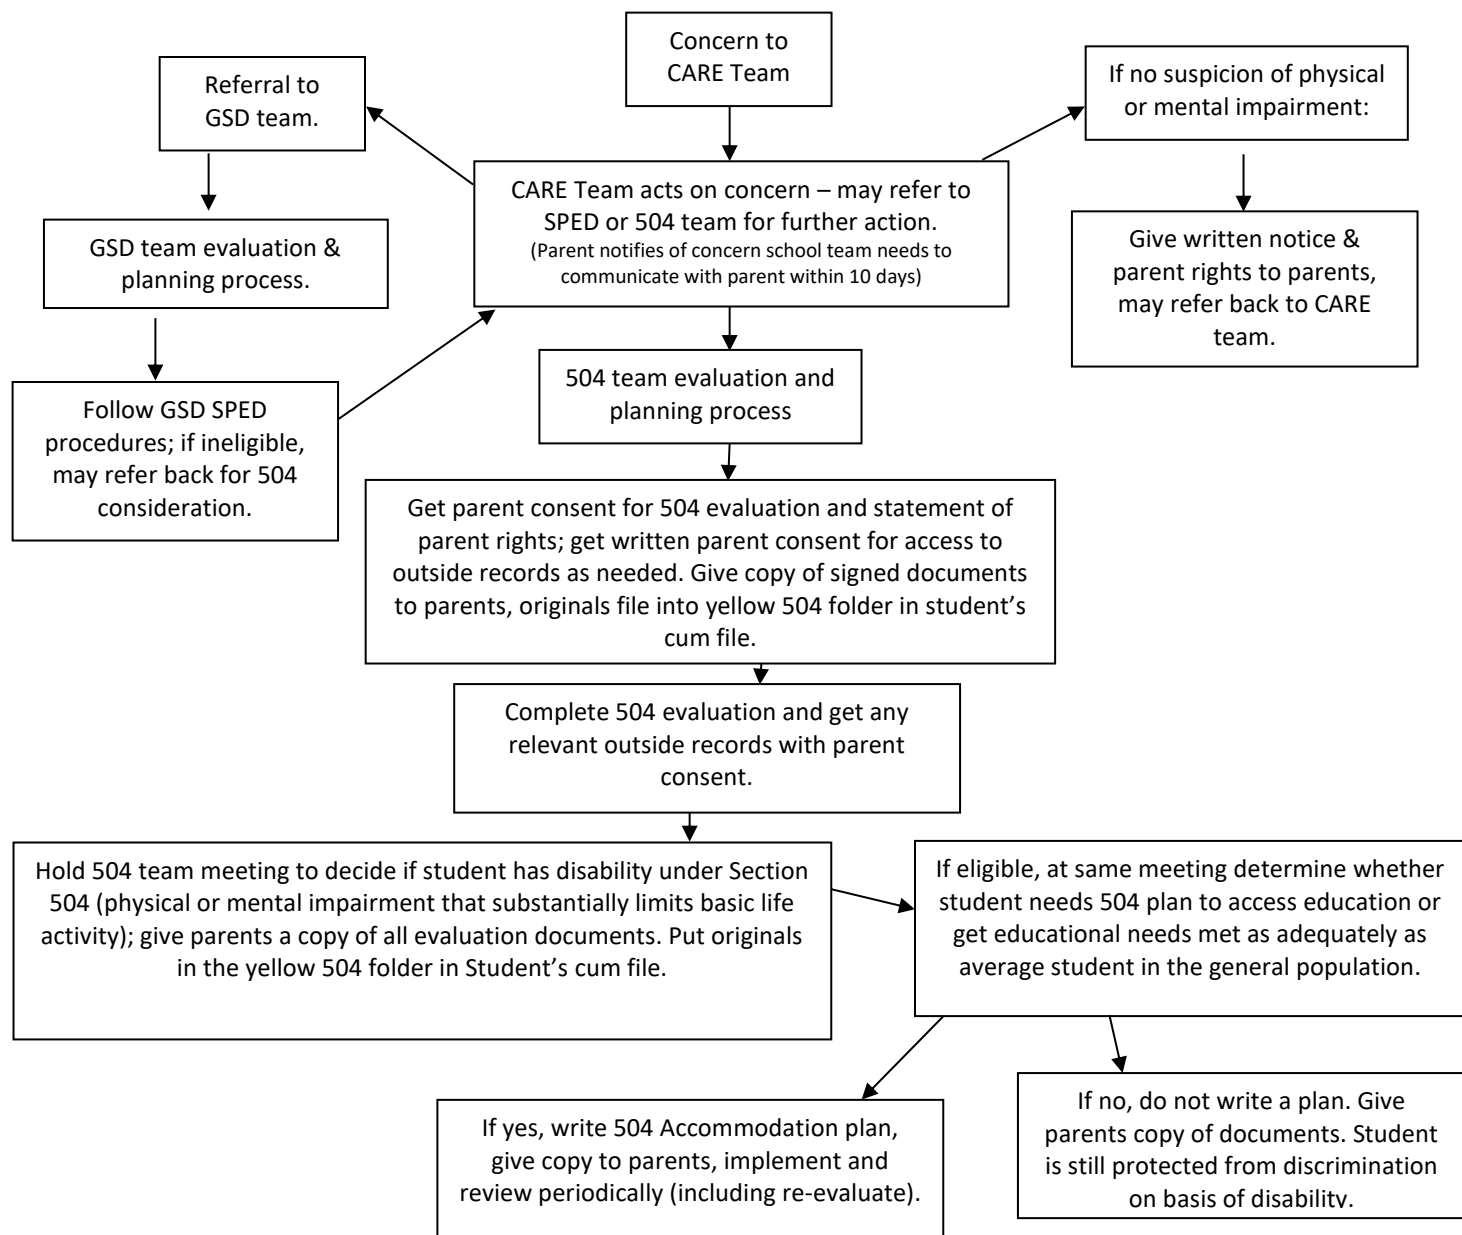 Concern to
CARE Team
Referral to
GSD team.
If no suspicion of physical
or mental impairment:
CARE Team acts on concern – may refer to
SPED or 504 team for further action.
(Parent notifies of concern school team needs to
communicate with parent within 10 days)
GSD team evaluation &
planning process.
Give written notice &
parent rights to parents,
may refer back to CARE
team.
504 team evaluation and
planning process
Follow GSD SPED
procedures; if ineligible,
may refer back for 504
consideration.
Get parent consent for 504 evaluation and statement of
parent rights; get written parent consent for access to
outside records as needed. Give copy of signed documents
to parents, originals file into yellow 504 folder in student’s
cum file.
Complete 504 evaluation and get any
relevant outside records with parent
consent.
Hold 504 team meeting to decide if student has disability under Section
504 (physical or mental impairment that substantially limits basic life
activity); give parents a copy of all evaluation documents. Put originals
in the yellow 504 folder in Student’s cum file.
If eligible, at same meeting determine whether
student needs 504 plan to access education or
get educational needs met as adequately as
average student in the general population.
If yes, write 504 Accommodation plan,
give copy to parents, implement and
review periodically (including re-evaluate).
If no, do not write a plan. Give
parents copy of documents. Student
is still protected from discrimination
on basis of disability.